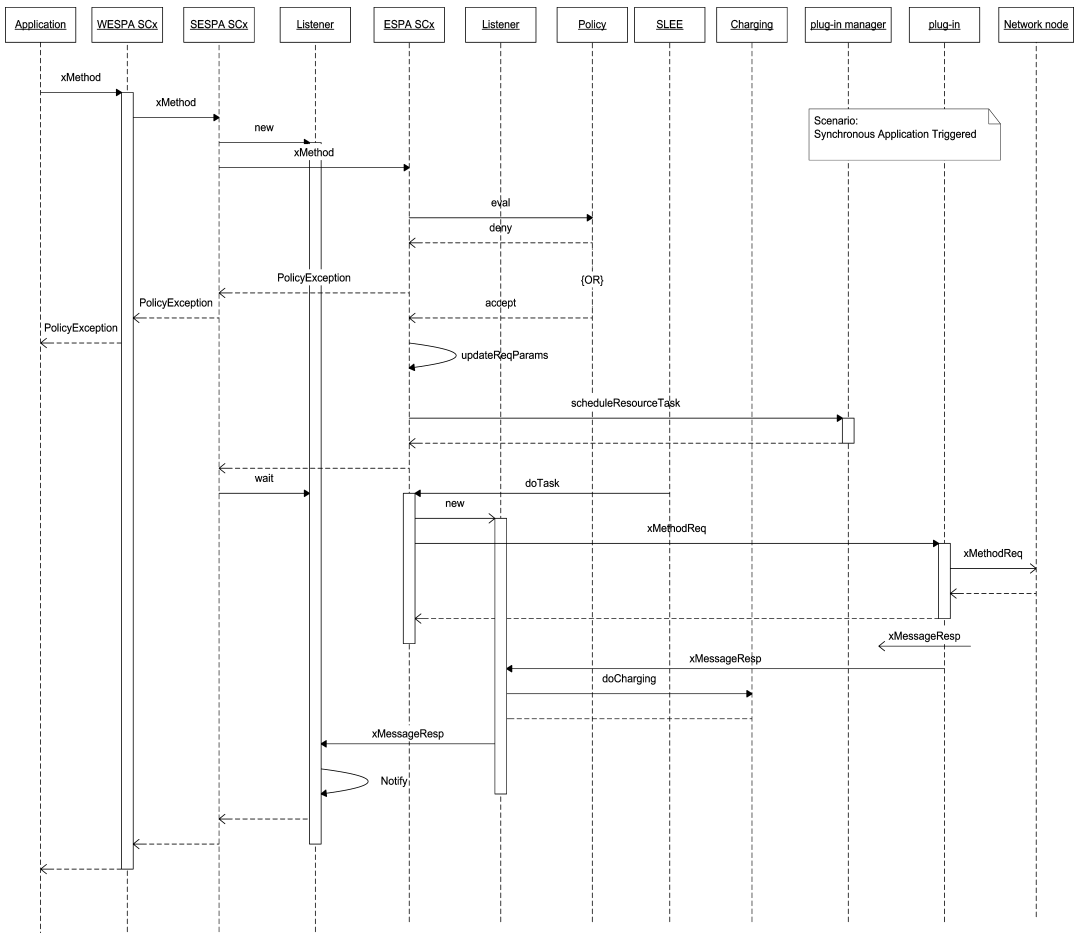 Application
WESPA SCx
SESPA SCx
Listener
ESPA SCx
Listener
Policy
SLEE
Charging
plug-in manager
plug-in
Network node
xMethod
xMethod
new
xMethod
Scenario:
Synchronous Application Triggered
eval
deny
PolicyException
{OR}
PolicyException
accept
PolicyException
updateReqParams
scheduleResourceTask
wait
doTask
new
xMethodReq
xMethodReq
xMessageResp
xMessageResp
doCharging
xMessageResp
Notify